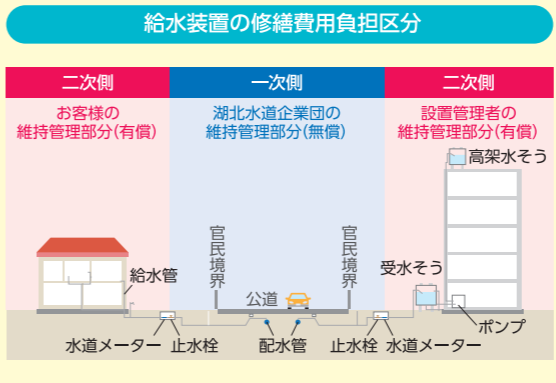 給水装置の修繕費用負担区分
二次側
一次側
二次側
お客様の
維持管理部分(有償)
湖北水道企業団の
維持管理部分(無償)
設置管理者の
維持管理部分(有償)
高架水そう
官民境界
官民境界
給水管
公道
受水そう
ポンプ
水道メーター
止水栓
配水管
止水栓
水道メーター